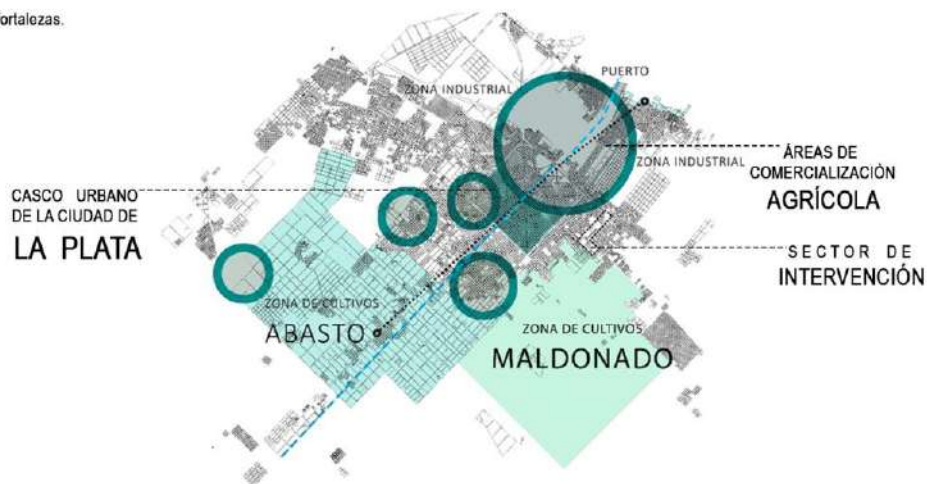 ortalezas.
PUERTO
ZONA INDUSTRIAL
ZONA INDUSTRIAL
ÁREAS DE
COMERCIALIZACIÓN
AGRÍCOLA
CASCO URBANO
DE LA CIUDAD DE
LA PLATA
SECTOR DE
INTERVENCIÓN
ZONA DE CULTIVOS
ABASTO
ZONA DE CULTIVOS
MALDONADO